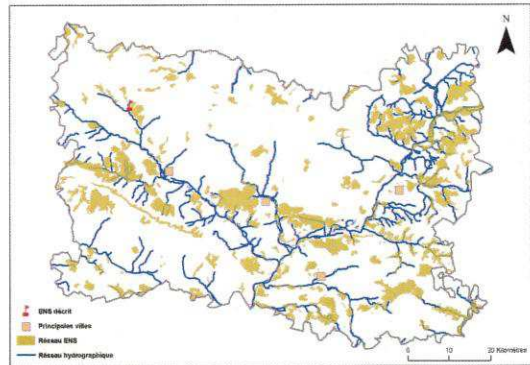 N
ENS décrit
Principales villes
Réseau ENS
Réseau hydrographique
0 10 20 Kilomètres